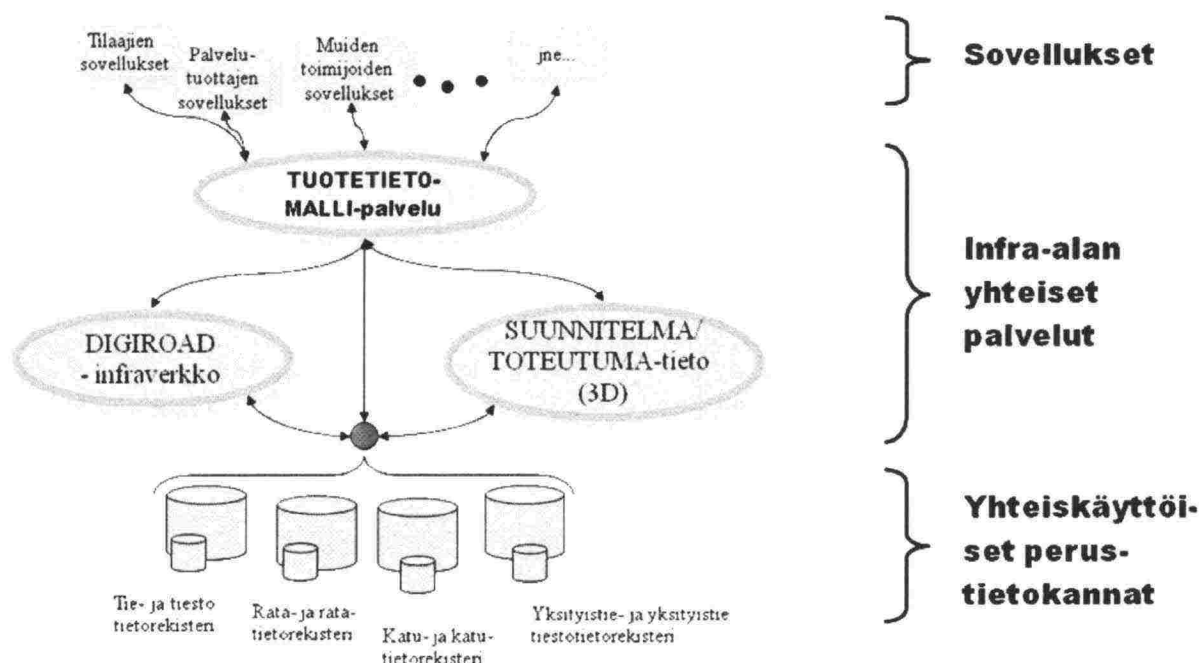 Tilaajien
sovellukset
Palvelu-
tuottajen
sovellukset
Muiden
toimijoiden
sovellukset
jne...
Sovellukset
TUOTETIETO-
MALLI-palvelu
Infra-alan
yhteiset
palvelut
DIGIROAD
- infraverkko
SUUNNITELMA/
TOTEUTUMA-tieto
(3D)
Yhteiskäyttöi-
set perus-
tietokannat
Tie- ja tiesto
tietorekisteri
Rata- ja rata-
tietorekisteri
Katu- ja katu-
tietorekisteri
Yksityistie- ja yksityistie
tiestotietorekisteri